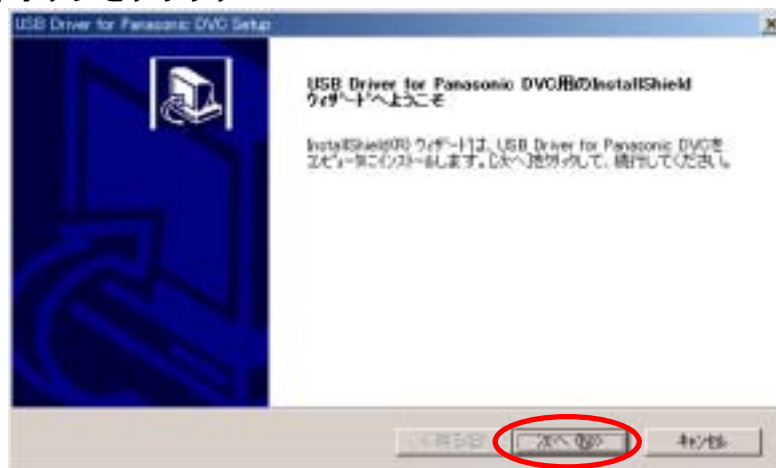 USB Driver for Panasonic DVC Setup
USB Driver for Panasonic DVC用のInstallShield
ウィザードへようこそ
InstallShield(R) ウィザードは、USB Driver for Panasonic DVCを
コンピュータにインストールします。[次へ]をクリックして、続行してください。
< 戻る(B)
次へ(N)>
キャンセル